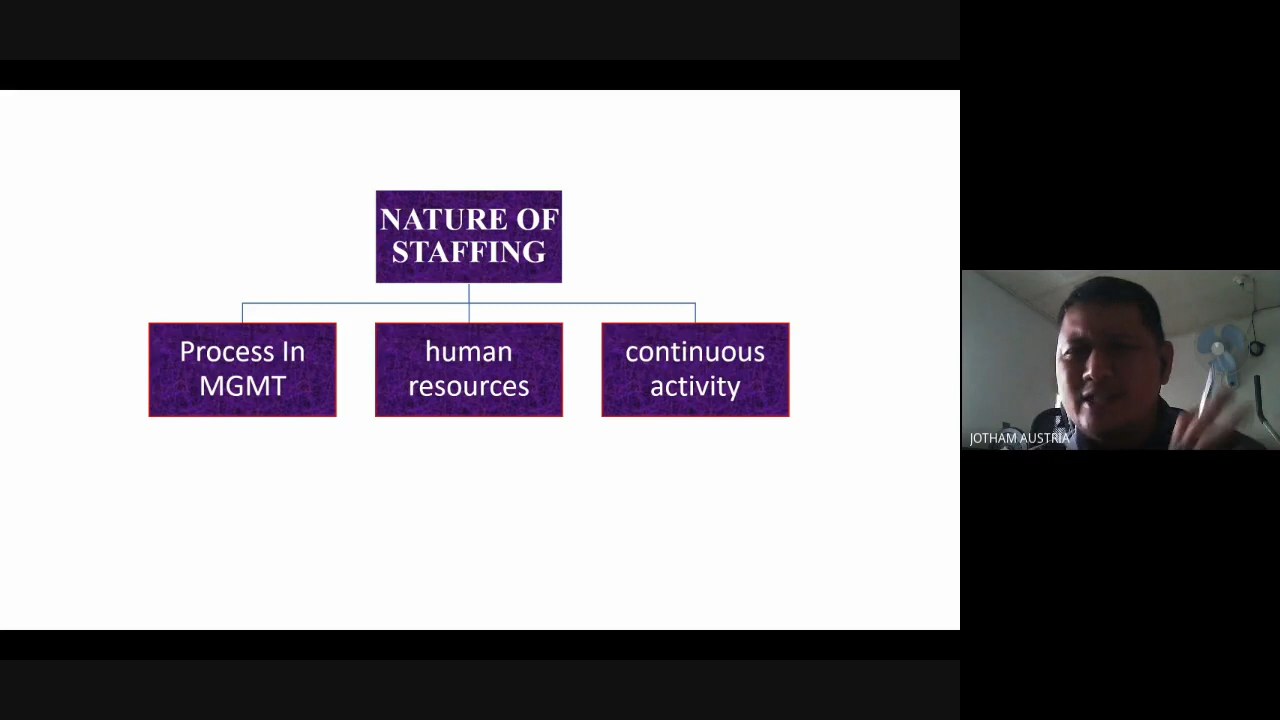 NATURE OF
STAFFING
Process In
MGMT
human
resources
continuous
activity
JOTHAM AUSTRIA